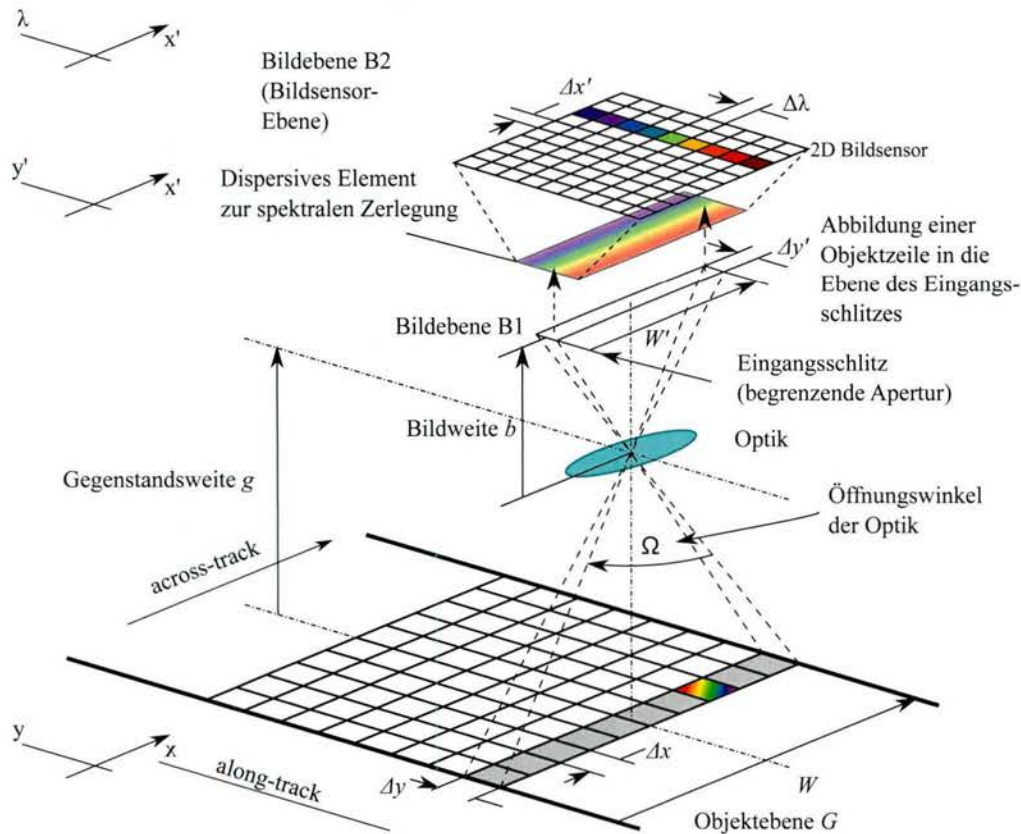 λ
x'
Bildebene B2
(Bildsensor-
Ebene)
Δx'
Δλ
2D Bildsensor
y'
x'
Dispersives Element
zur spektralen Zerlegung
Δy'
Abbildung einer
Objektzeile in die
Ebene des Eingangs-
schlitzes
Bildebene B1
W'
Eingangsschlitz
(begrenzende Apertur)
Bildweite b
Optik
Gegenstandsweite g
Öffnungswinkel
der Optik
Ω
across-track
y
x
along-track
Δy
Δx
W
Objektebene G